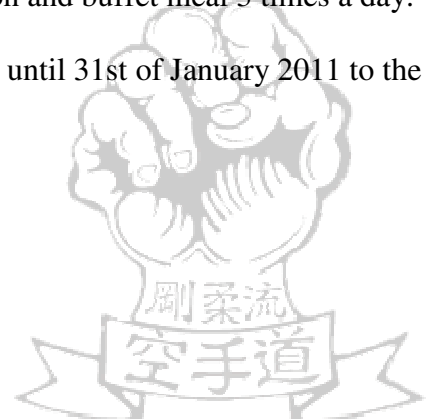 on and buffet meal 3 times a day.
until 31st of January 2011 to the
剛柔流
空手道